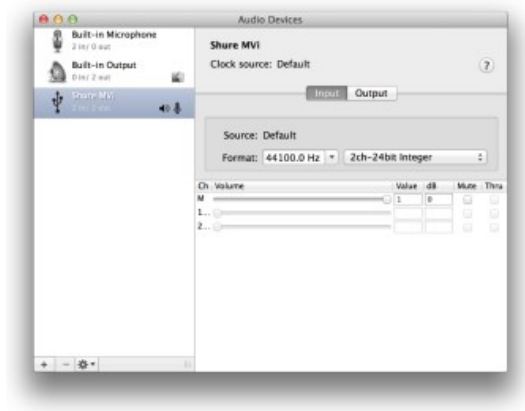 Audio Devices
Built-in Microphone
2 in/ 0 out
Built-in Output
0 in/ 2 out
Shure MVi
Shure MVi
Clock source: Default
?
Input Output
Source: Default
Format: 44100.0 Hz 2ch-24bit Integer
Ch Volume Value dB Mute Thru
M 1 0
1...
2...